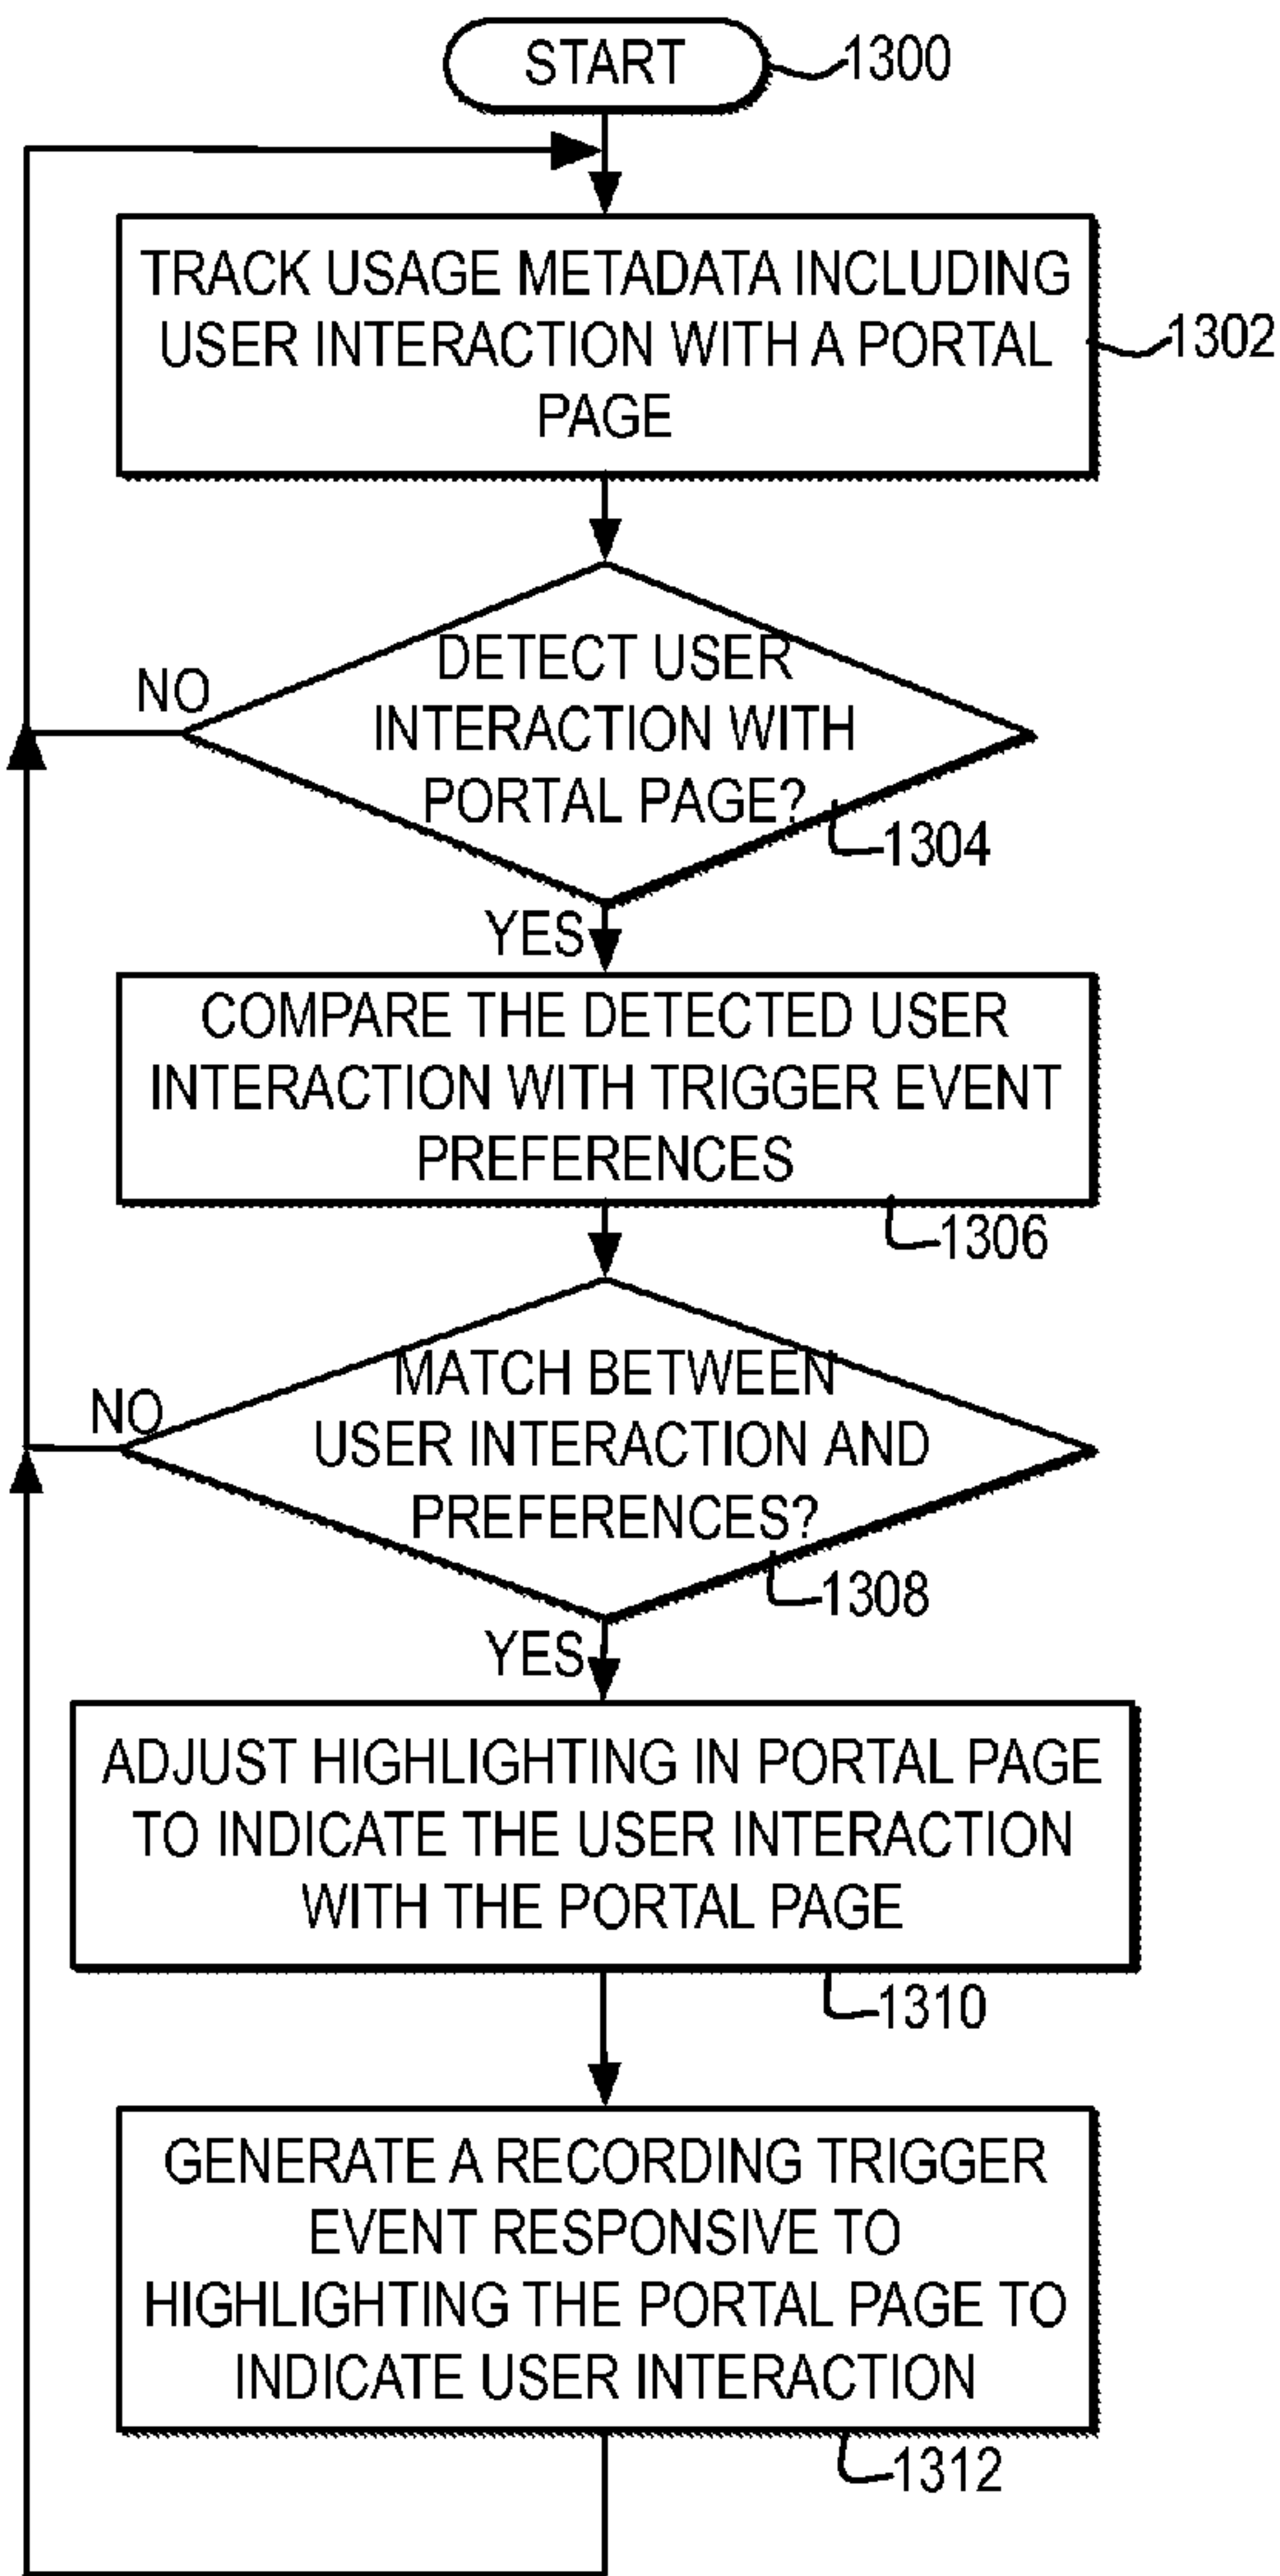 START
1300
TRACK USAGE METADATA INCLUDING
USER INTERACTION WITH A PORTAL
PAGE
1302
DETECT USER
INTERACTION WITH
PORTAL PAGE?
NO
1304
YES
COMPARE THE DETECTED USER
INTERACTION WITH TRIGGER EVENT
PREFERENCES
1306
MATCH BETWEEN
USER INTERACTION AND
PREFERENCES?
NO
1308
YES
ADJUST HIGHLIGHTING IN PORTAL PAGE
TO INDICATE THE USER INTERACTION
WITH THE PORTAL PAGE
1310
GENERATE A RECORDING TRIGGER
EVENT RESPONSIVE TO
HIGHLIGHTING THE PORTAL PAGE TO
INDICATE USER INTERACTION
1312